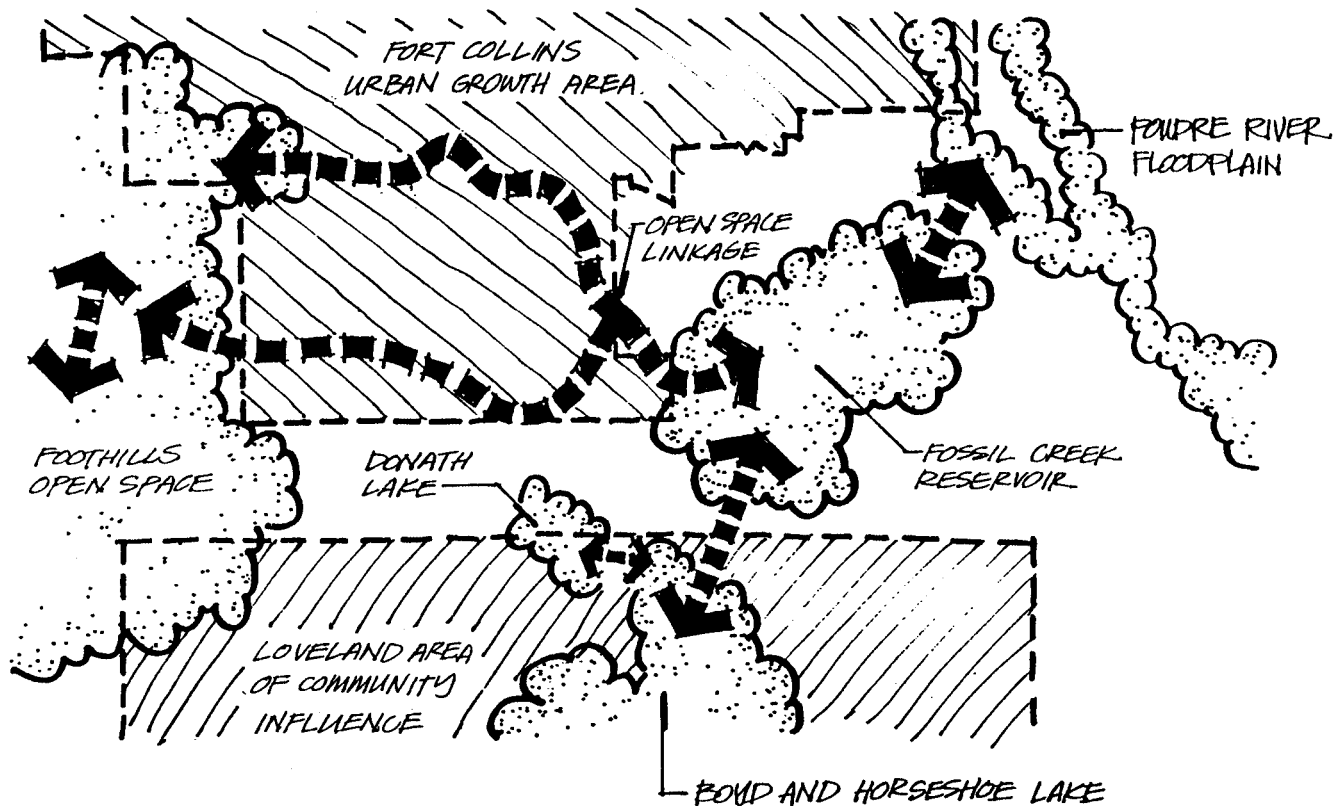 FORT COLLINS
URBAN GROWTH AREA.
POUDRE RIVER
FLOODPLAIN
OPEN SPACE
LINKAGE
FOOTHILLS
OPEN SPACE
DONATH
LAKE
FOSSIL CREEK
RESERVOIR
LOVELAND AREA
OF COMMUNITY
INFLUENCE
BOYD AND HORSESHOE LAKE